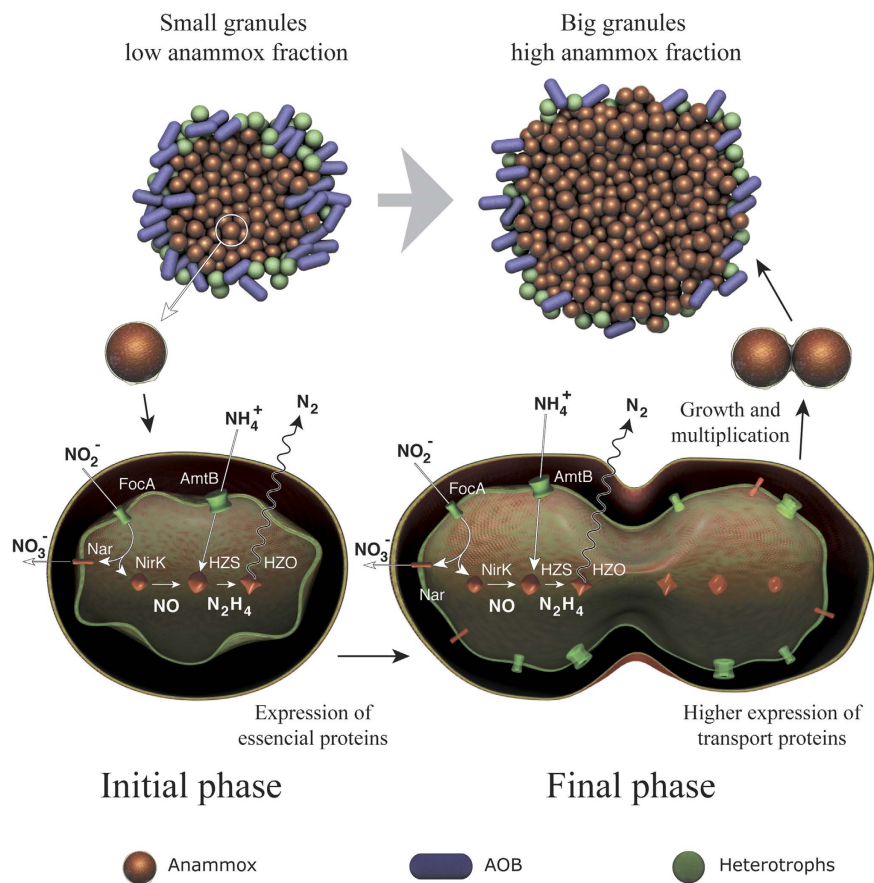 Small granules
low anammox fraction
Big granules
high anammox fraction
N₂
NH₄⁺
NO₂⁻
FocA
AmtB
NO₃⁻
Nar
NirK
HZS
HZO
NO
N₂H₄
Expression of
essencial proteins
Initial phase
N₂
NH₄⁺
NO₂⁻
FocA
AmtB
NO₃⁻
Nar
NirK
HZS
HZO
NO
N₂H₄
Growth and
multiplication
Higher expression of
transport proteins
Final phase
Anammox
AOB
Heterotrophs